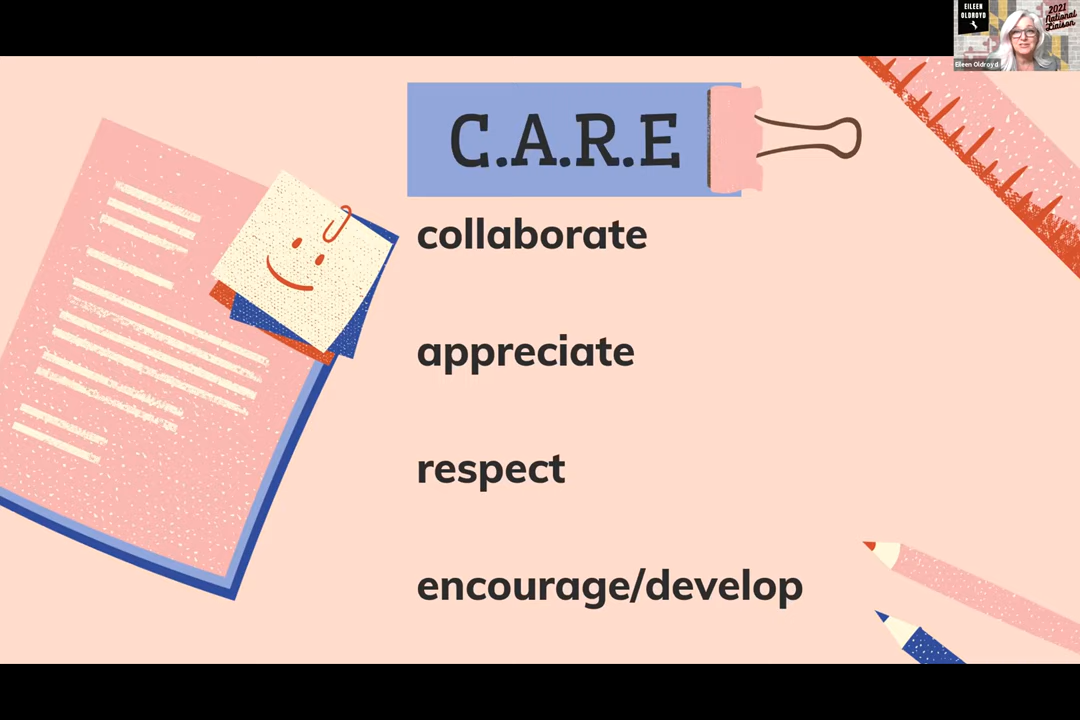 EILEEN
OLDROYD
2021
National
Liaison
Eileen Oldroyd
C.A.R.E
collaborate
appreciate
respect
encourage/develop